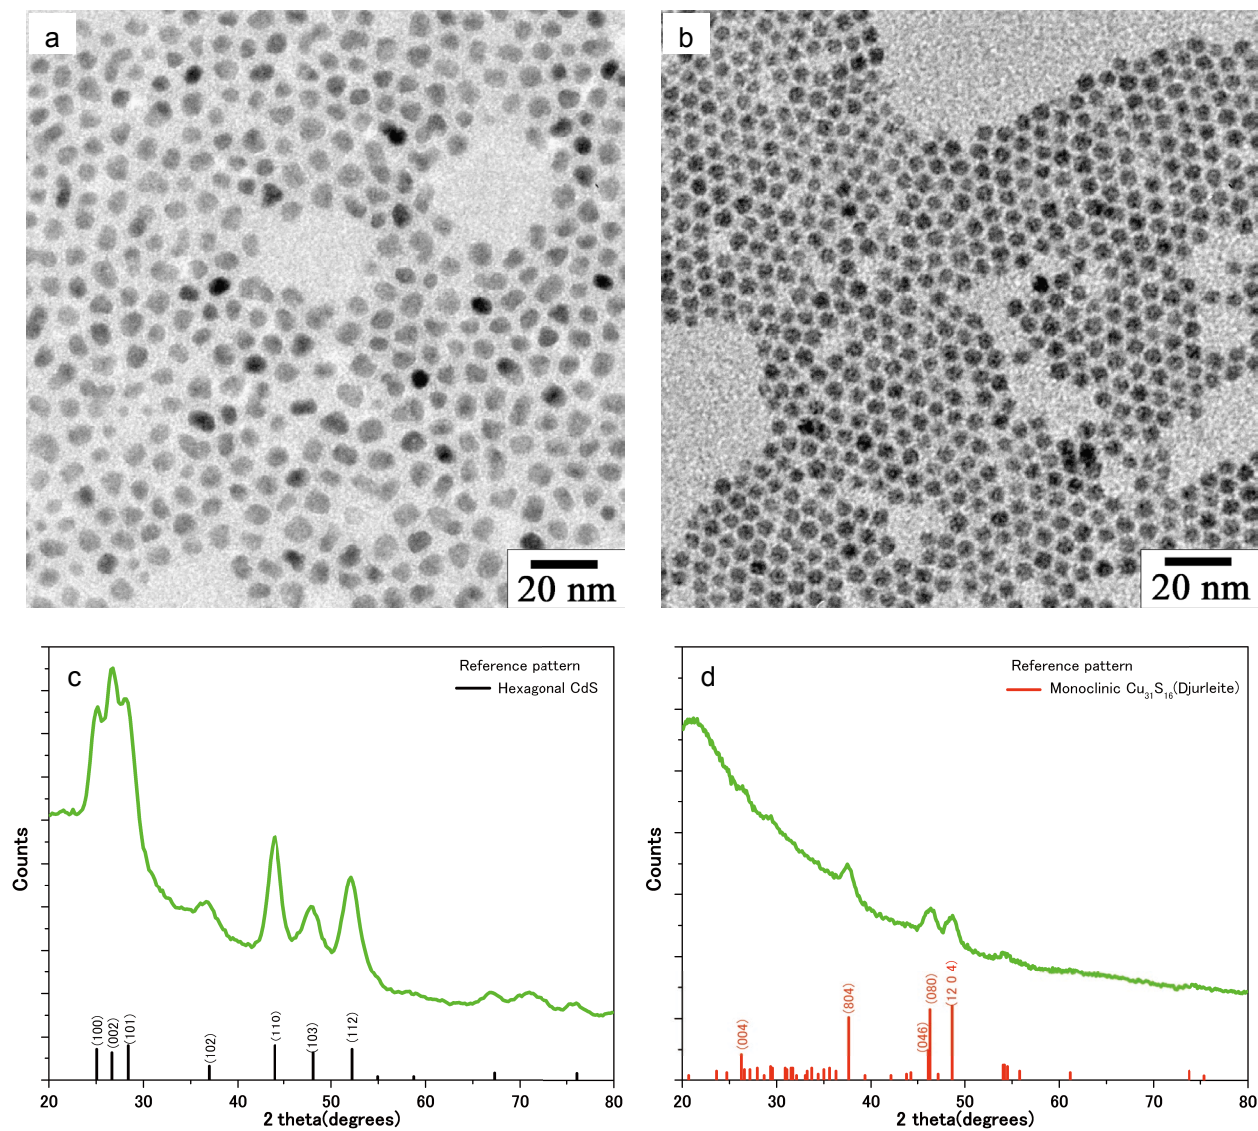 a
b
20 nm
20 nm
c
Reference pattern
Hexagonal CdS
Counts
(100)
(002)
(101)
(102)
(110)
(103)
(112)
20 30 40 50 60 70 80
2 theta(degrees)
d
Reference pattern
Monoclinic Cu31S16(Djurleite)
Counts
(004)
(804)
(046)
(080)
(12 0 4)
20 30 40 50 60 70 80
2 theta(degrees)